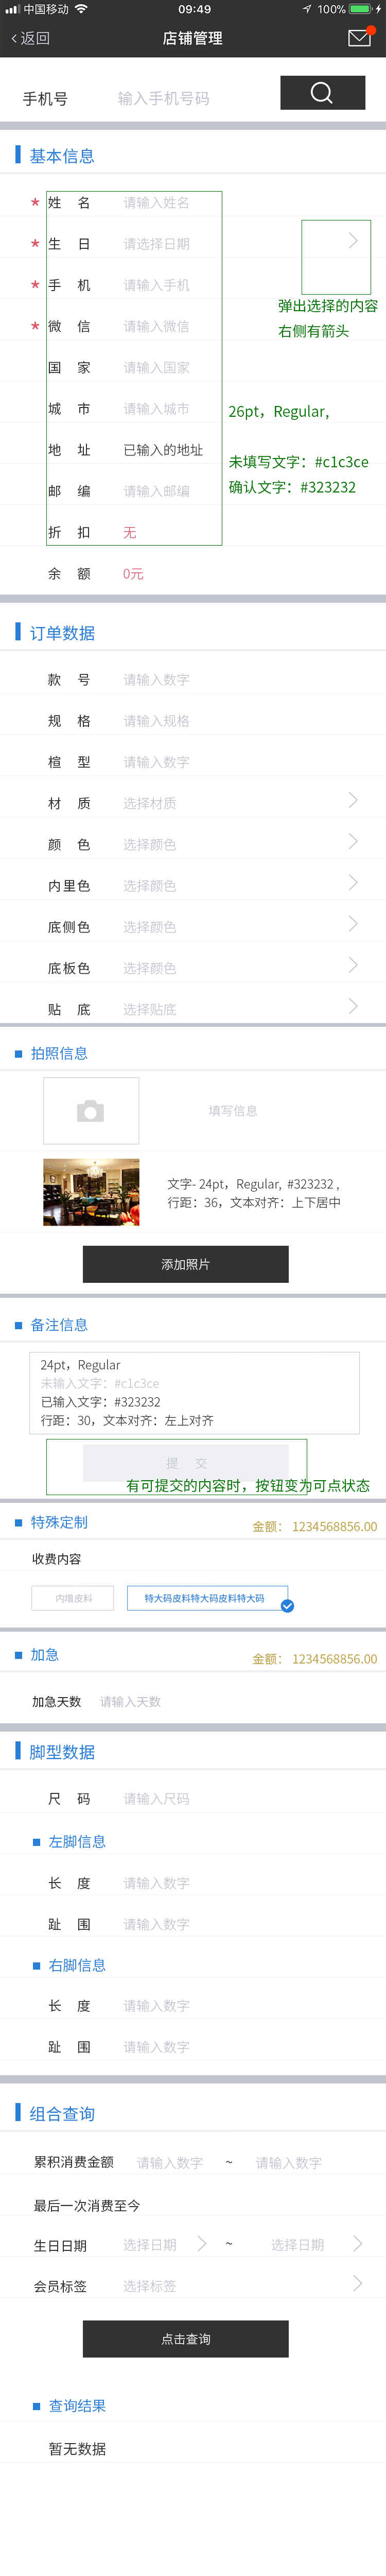 中国移动 09:49 100%
返回 店铺管理
手机号 输入手机号码
基本信息
* 姓 名 请输入姓名
* 生 日 请选择日期
* 手 机 请输入手机
弹出选择的内容
* 微 信 请输入微信
右侧有箭头
国 家 请输入国家
城 市 请输入城市
26pt，Regular,
地 址 已输入的地址
未填写文字：#c1c3ce
邮 编 请输入邮编
确认文字：#323232
折 扣 无
余 额 0元
订单数据
款 号 请输入数字
规 格 请输入规格
楦 型 请输入数字
材 质 选择材质
颜 色 选择颜色
内里色 选择颜色
底侧色 选择颜色
底板色 选择颜色
贴 底 选择贴底
拍照信息
填写信息
文字- 24pt，Regular，#323232 ,
行距：36，文本对齐：上下居中
添加照片
备注信息
24pt，Regular
未输入文字：#c1c3ce
已输入文字：#323232
行距：30，文本对齐：左上对齐
提 交
有可提交的内容时，按钮变为可点状态
特殊定制 金额： 1234568856.00
收费内容
内增皮料 特大码皮料特大码皮料特大码
加急 金额： 1234568856.00
加急天数 请输入天数
脚型数据
尺 码 请输入尺码
左脚信息
长 度 请输入数字
趾 围 请输入数字
右脚信息
长 度 请输入数字
趾 围 请输入数字
组合查询
累积消费金额 请输入数字 ~ 请输入数字
最后一次消费至今
生日日期 选择日期 ~ 选择日期
会员标签 选择标签
点击查询
查询结果
暂无数据